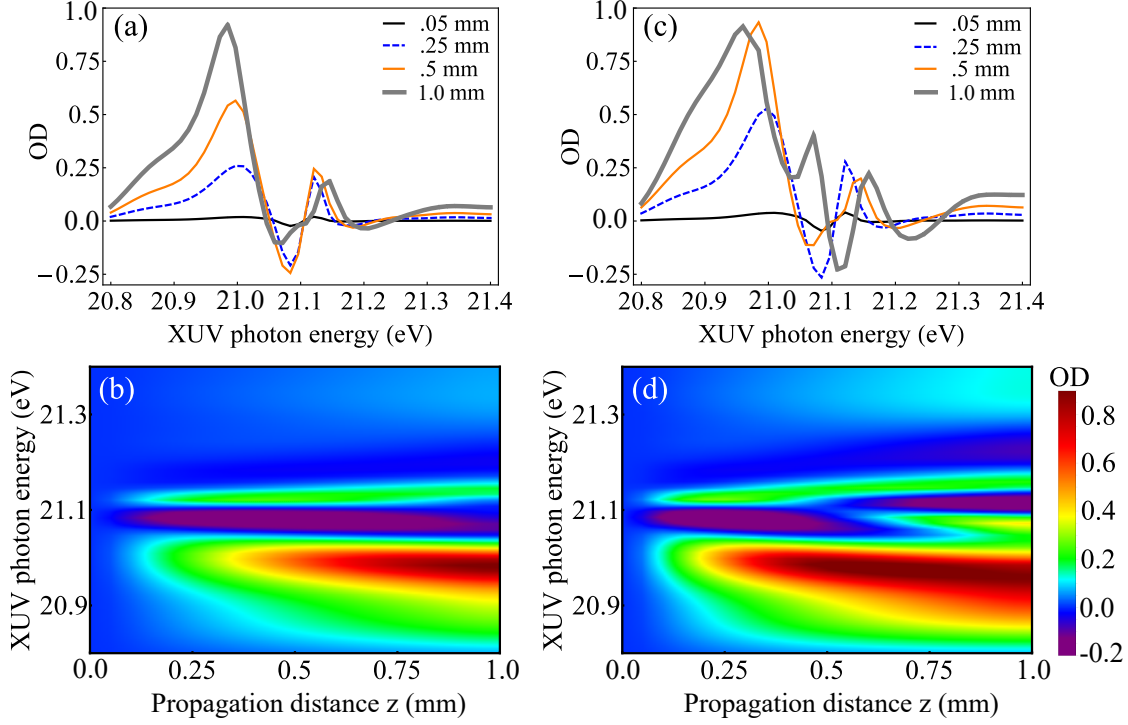 (a)
.05 mm
.25 mm
.5 mm
1.0 mm
OD
1.0
0.75
0.5
0.25
0.0
−0.25
20.8 20.9 21.0 21.1 21.2 21.3 21.4
XUV photon energy (eV)
(c)
.05 mm
.25 mm
.5 mm
1.0 mm
OD
1.0
0.75
0.5
0.25
0.0
−0.25
20.8 20.9 21.0 21.1 21.2 21.3 21.4
XUV photon energy (eV)
(b)
XUV photon energy (eV)
21.3
21.1
20.9
0.0 0.25 0.5 0.75 1.0
Propagation distance z (mm)
(d)
XUV photon energy (eV)
21.3
21.1
20.9
0.0 0.25 0.5 0.75 1.0
Propagation distance z (mm)
OD
0.8
0.6
0.4
0.2
0.0
-0.2